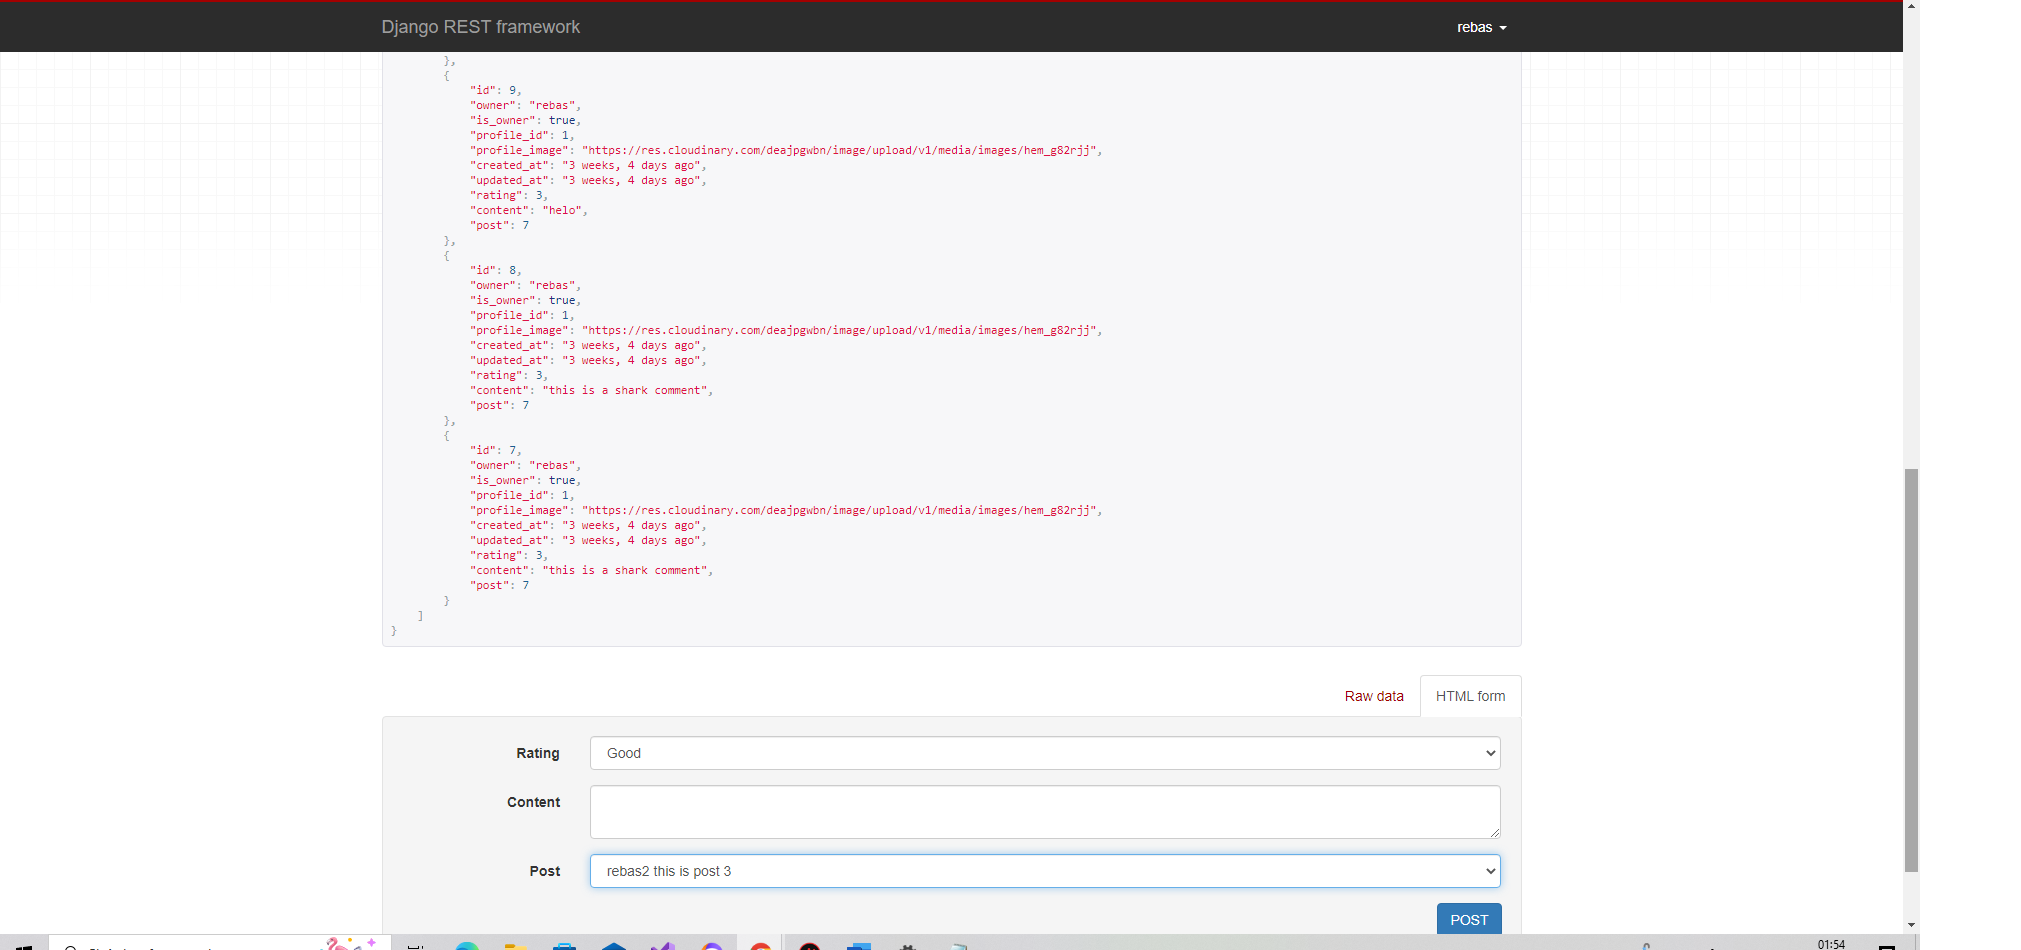 Django REST framework
rebas
},
{
"id": 9,
"owner": "rebas",
"is_owner": true,
"profile_id": 1,
"profile_image": "https://res.cloudinary.com/deajpgwbn/image/upload/v1/media/images/hem_g82rjj",
"created_at": "3 weeks, 4 days ago",
"updated_at": "3 weeks, 4 days ago",
"rating": 3,
"content": "helo",
"post": 7
},
{
"id": 8,
"owner": "rebas",
"is_owner": true,
"profile_id": 1,
"profile_image": "https://res.cloudinary.com/deajpgwbn/image/upload/v1/media/images/hem_g82rjj",
"created_at": "3 weeks, 4 days ago",
"updated_at": "3 weeks, 4 days ago",
"rating": 3,
"content": "this is a shark comment",
"post": 7
},
{
"id": 7,
"owner": "rebas",
"is_owner": true,
"profile_id": 1,
"profile_image": "https://res.cloudinary.com/deajpgwbn/image/upload/v1/media/images/hem_g82rjj",
"created_at": "3 weeks, 4 days ago",
"updated_at": "3 weeks, 4 days ago",
"rating": 3,
"content": "this is a shark comment",
"post": 7
}
]
}
Raw data
HTML form
Rating
Good
Content
Post
rebas2 this is post 3
POST
01:54